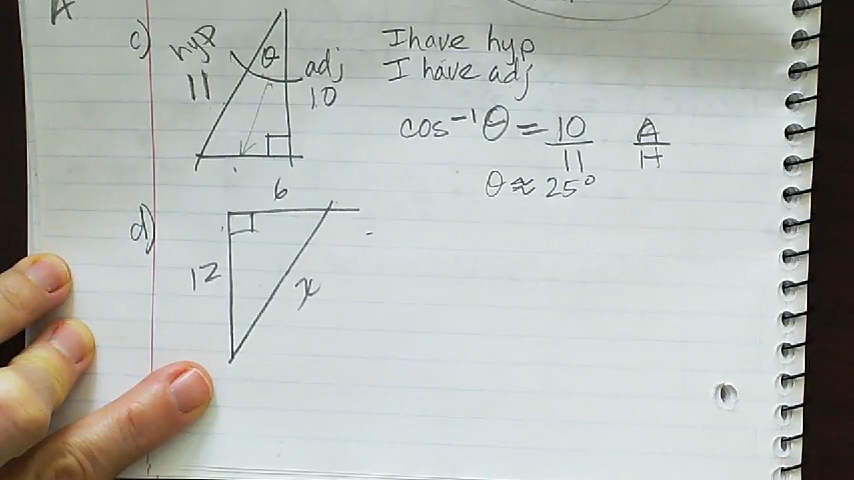 A
c) hyp 11 θ adj 10
I have hyp
I have adj
cos⁻¹θ = 10/11 A/H
θ ≈ 25°
d) 6
12 x